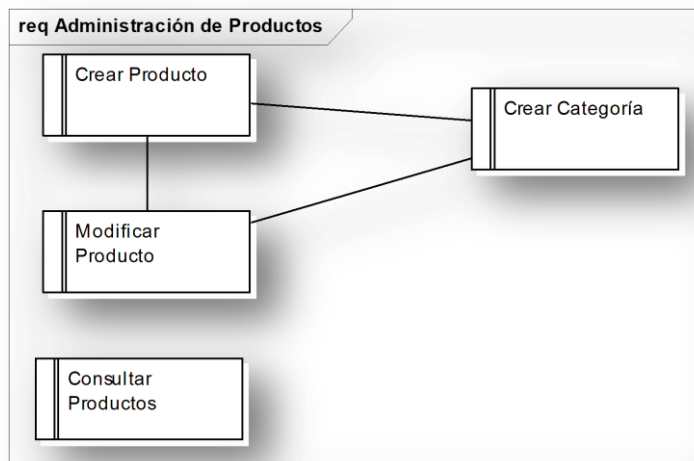 req Administración de Productos
Crear Producto
Crear Categoría
Modificar
Producto
Consultar
Productos